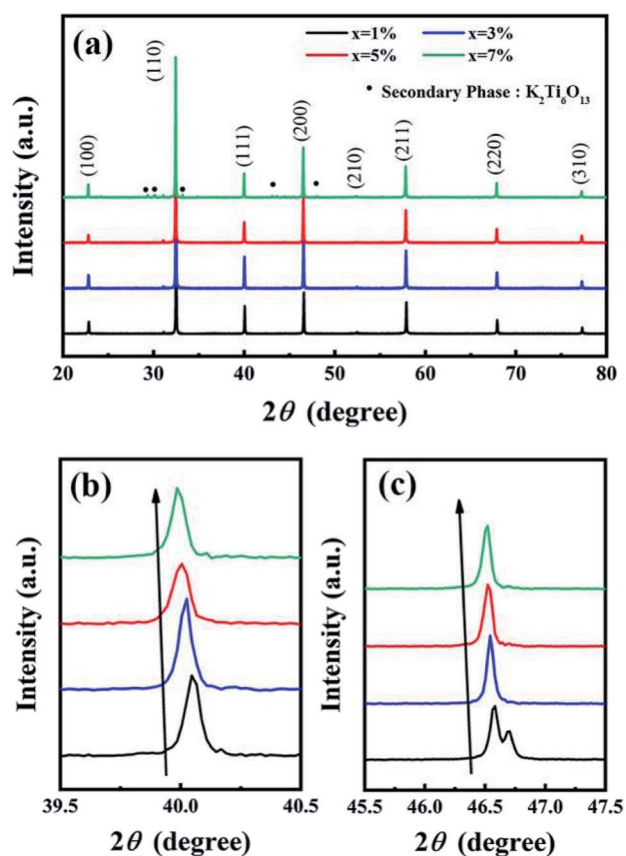 (a)
x=1% x=3%
x=5% x=7%
• Secondary Phase : K₂Ti₆O₁₃
(100)
(110)
(111)
(200)
(210)
(211)
(220)
(310)
Intensity (a.u.)
20 30 40 50 60 70 80
2θ (degree)
(b)
Intensity (a.u.)
39.5 40.0 40.5
2θ (degree)
(c)
Intensity (a.u.)
45.5 46.0 46.5 47.0 47.5
2θ (degree)